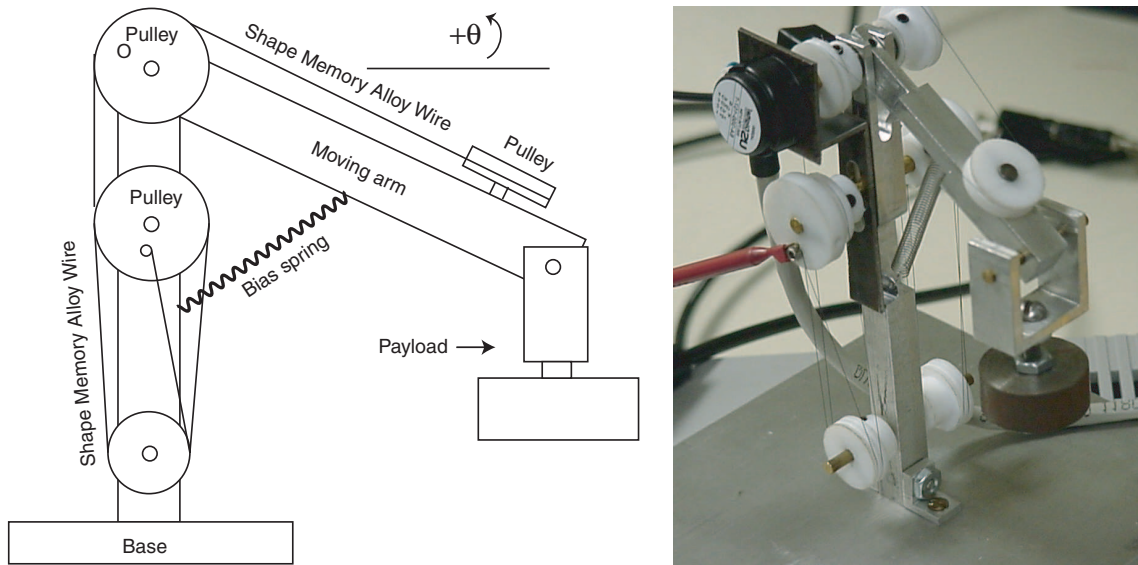 Pulley
Shape Memory Alloy Wire
+θ
Pulley
Moving arm
Pulley
Bias spring
Shape Memory Alloy Wire
Payload
Base